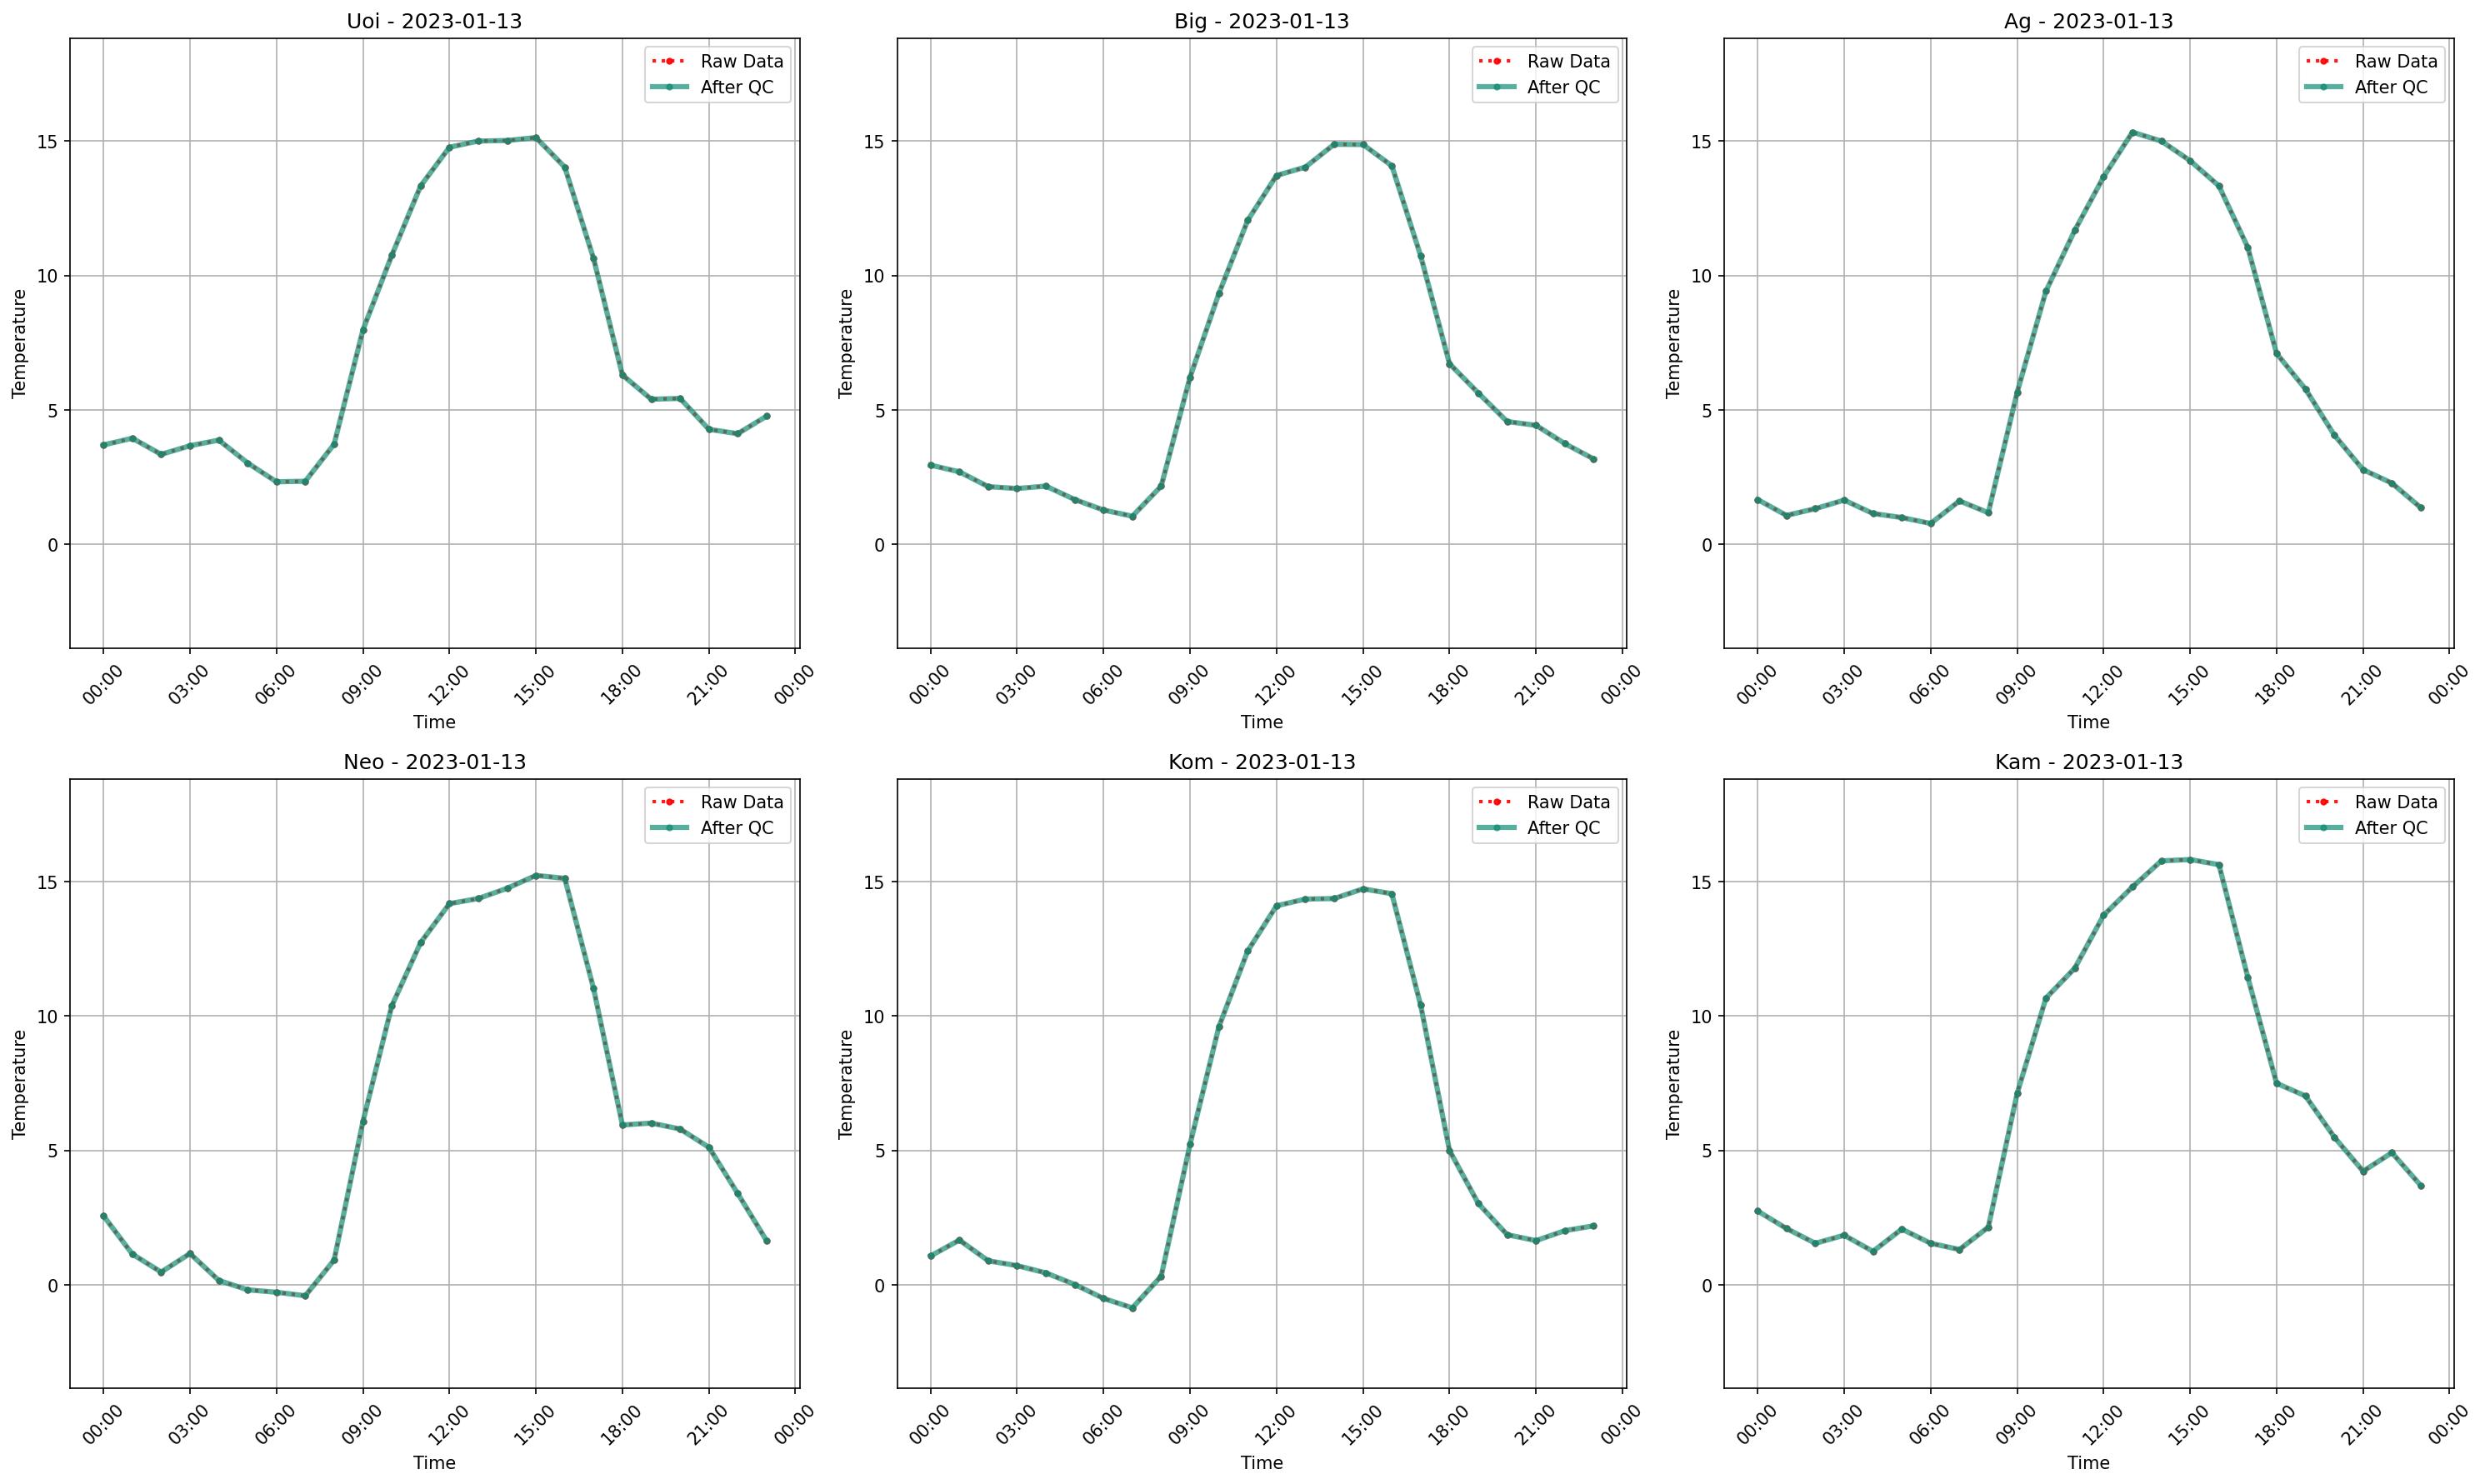 Uoi - 2023-01-13
Raw Data
After QC
15
10
5
0
Temperature
00:00
03:00
06:00
09:00
12:00
15:00
18:00
21:00
00:00
Time
Big - 2023-01-13
Raw Data
After QC
15
10
5
0
Temperature
00:00
03:00
06:00
09:00
12:00
15:00
18:00
21:00
00:00
Time
Ag - 2023-01-13
Raw Data
After QC
15
10
5
0
Temperature
00:00
03:00
06:00
09:00
12:00
15:00
18:00
21:00
00:00
Time
Neo - 2023-01-13
Raw Data
After QC
15
10
5
0
Temperature
00:00
03:00
06:00
09:00
12:00
15:00
18:00
21:00
00:00
Time
Kom - 2023-01-13
Raw Data
After QC
15
10
5
0
Temperature
00:00
03:00
06:00
09:00
12:00
15:00
18:00
21:00
00:00
Time
Kam - 2023-01-13
Raw Data
After QC
15
10
5
0
Temperature
00:00
03:00
06:00
09:00
12:00
15:00
18:00
21:00
00:00
Time